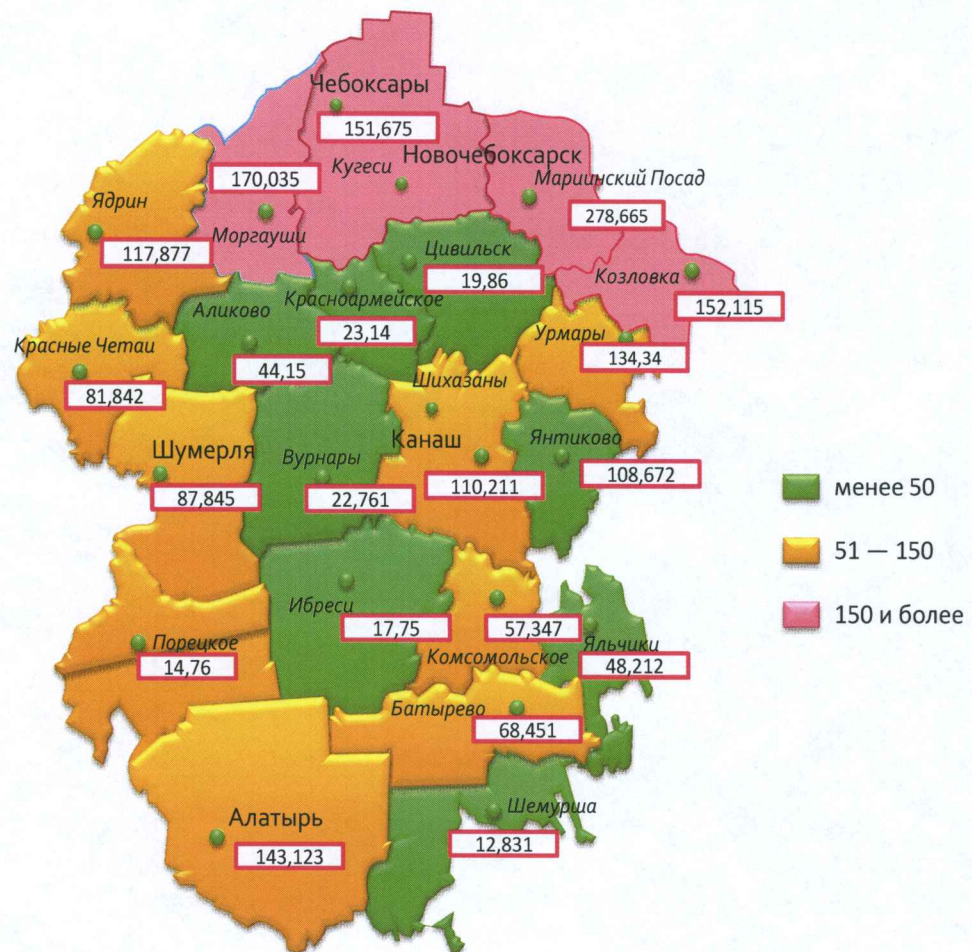 Чебоксары
151,675
Новочебоксарск
170,035
Кугеси
Мариинский Посад
Ядрин
278,665
Моргауши
117,877
Цивильск
Козловка
19,86
Красноармейское
152,115
Аликово
23,14
Урмары
Красные Четаи
134,34
44,15
Шихазаны
81,842
Шумерля
Канаш
Янтиково
Вурнары
108,672
87,845
22,761
110,211
менее 50
51 — 150
Ибреси
17,75
57,347
150 и более
Порецкое
Яльчики
14,76
Комсомольское
48,212
Батырево
68,451
Шемурша
Алатырь
12,831
143,123